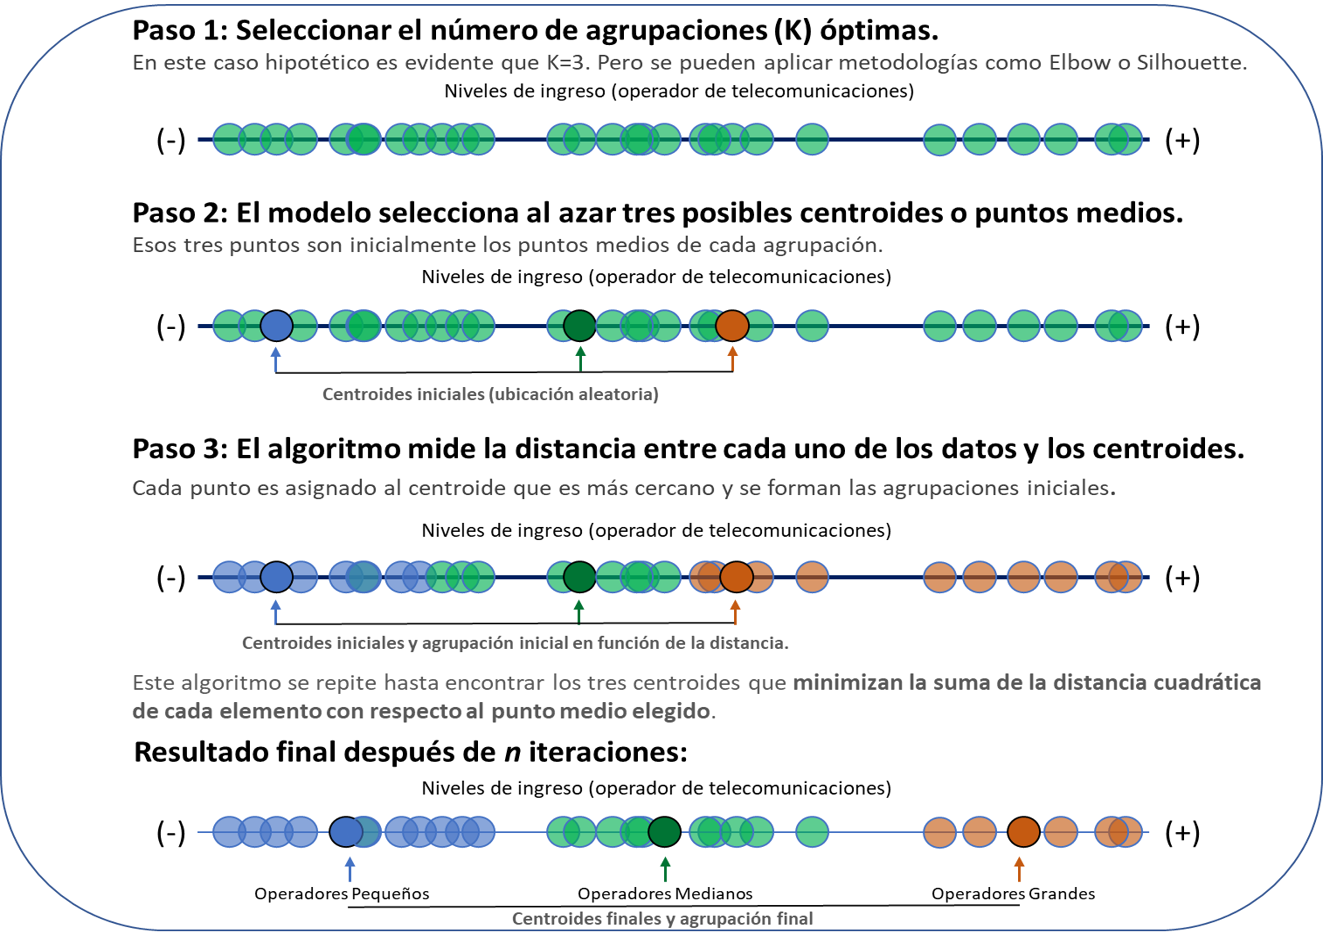 Paso 1: Seleccionar el número de agrupaciones (K) óptimas.
En este caso hipotético es evidente que K=3. Pero se pueden aplicar metodologías como Elbow o Silhouette.
Niveles de ingreso (operador de telecomunicaciones)
(-) (+)
Paso 2: El modelo selecciona al azar tres posibles centroides o puntos medios.
Esos tres puntos son inicialmente los puntos medios de cada agrupación.
Niveles de ingreso (operador de telecomunicaciones)
(-) (+)
Centroides iniciales (ubicación aleatoria)
Paso 3: El algoritmo mide la distancia entre cada uno de los datos y los centroides.
Cada punto es asignado al centroide que es más cercano y se forman las agrupaciones iniciales.
Niveles de ingreso (operador de telecomunicaciones)
(-) (+)
Centroides iniciales y agrupación inicial en función de la distancia.
Este algoritmo se repite hasta encontrar los tres centroides que minimizan la suma de la distancia cuadrática
de cada elemento con respecto al punto medio elegido.
Resultado final después de n iteraciones:
Niveles de ingreso (operador de telecomunicaciones)
(-) (+)
Operadores Pequeños Operadores Medianos Operadores Grandes
Centroides finales y agrupación final